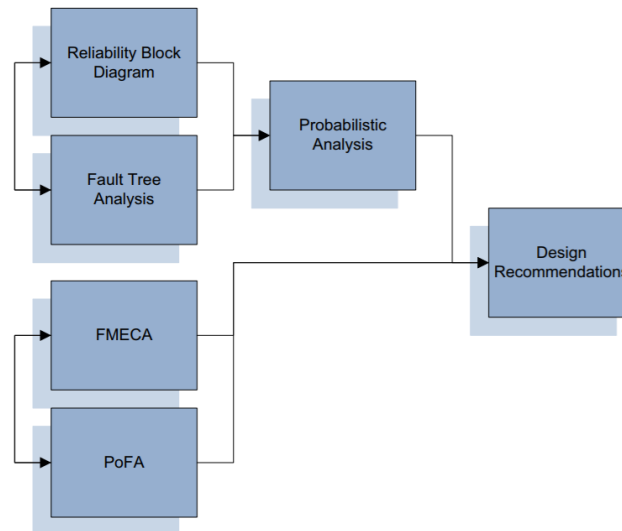 Reliability Block
Diagram
Fault Tree
Analysis
Probabilistic
Analysis
Design
Recommendations
FMECA
PoFA